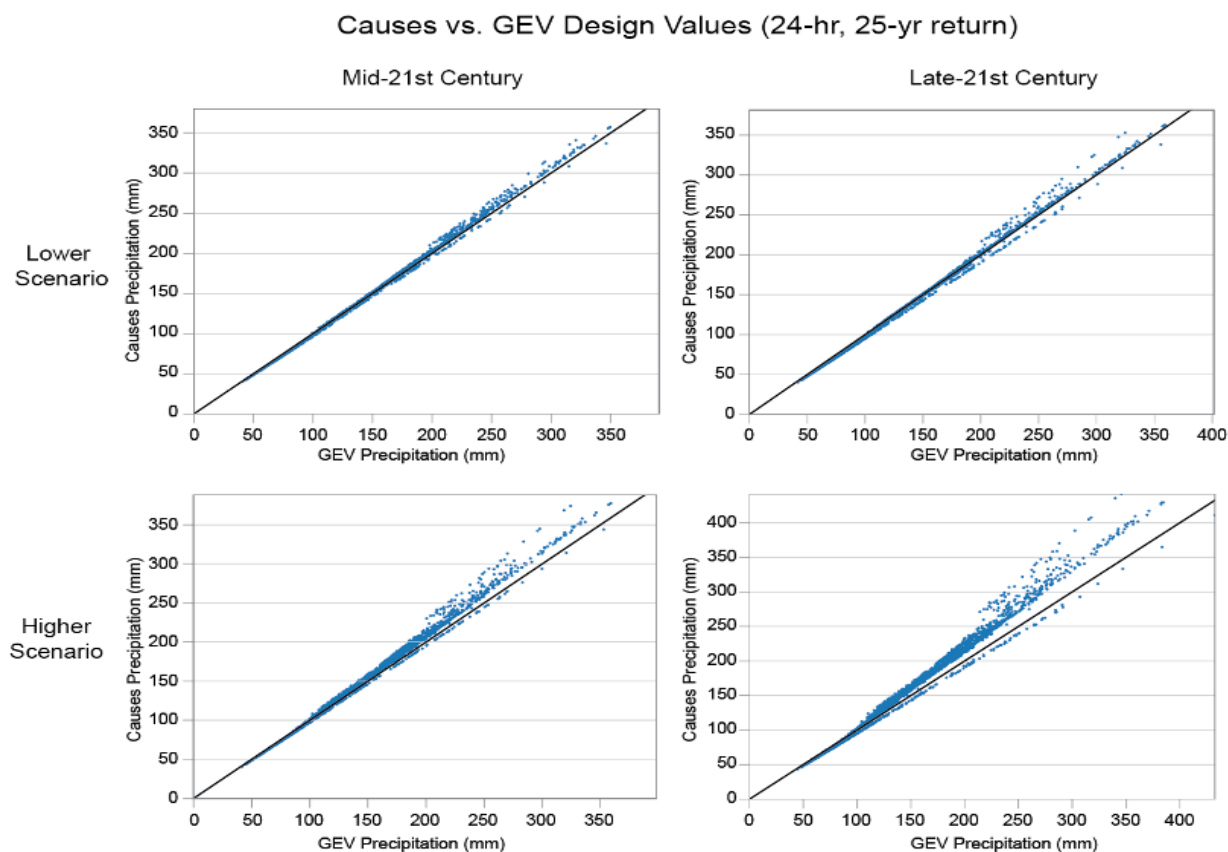 Causes vs. GEV Design Values (24-hr, 25-yr return)
Mid-21st Century
Late-21st Century
Lower
Scenario
Causes Precipitation (mm)
350
300
250
200
150
100
50
0
0 50 100 150 200 250 300 350
GEV Precipitation (mm)
Causes Precipitation (mm)
350
300
250
200
150
100
50
0
0 50 100 150 200 250 300 350 400
GEV Precipitation (mm)
Higher
Scenario
Causes Precipitation (mm)
350
300
250
200
150
100
50
0
0 50 100 150 200 250 300 350
GEV Precipitation (mm)
Causes Precipitation (mm)
400
350
300
250
200
150
100
50
0
0 50 100 150 200 250 300 350 400
GEV Precipitation (mm)